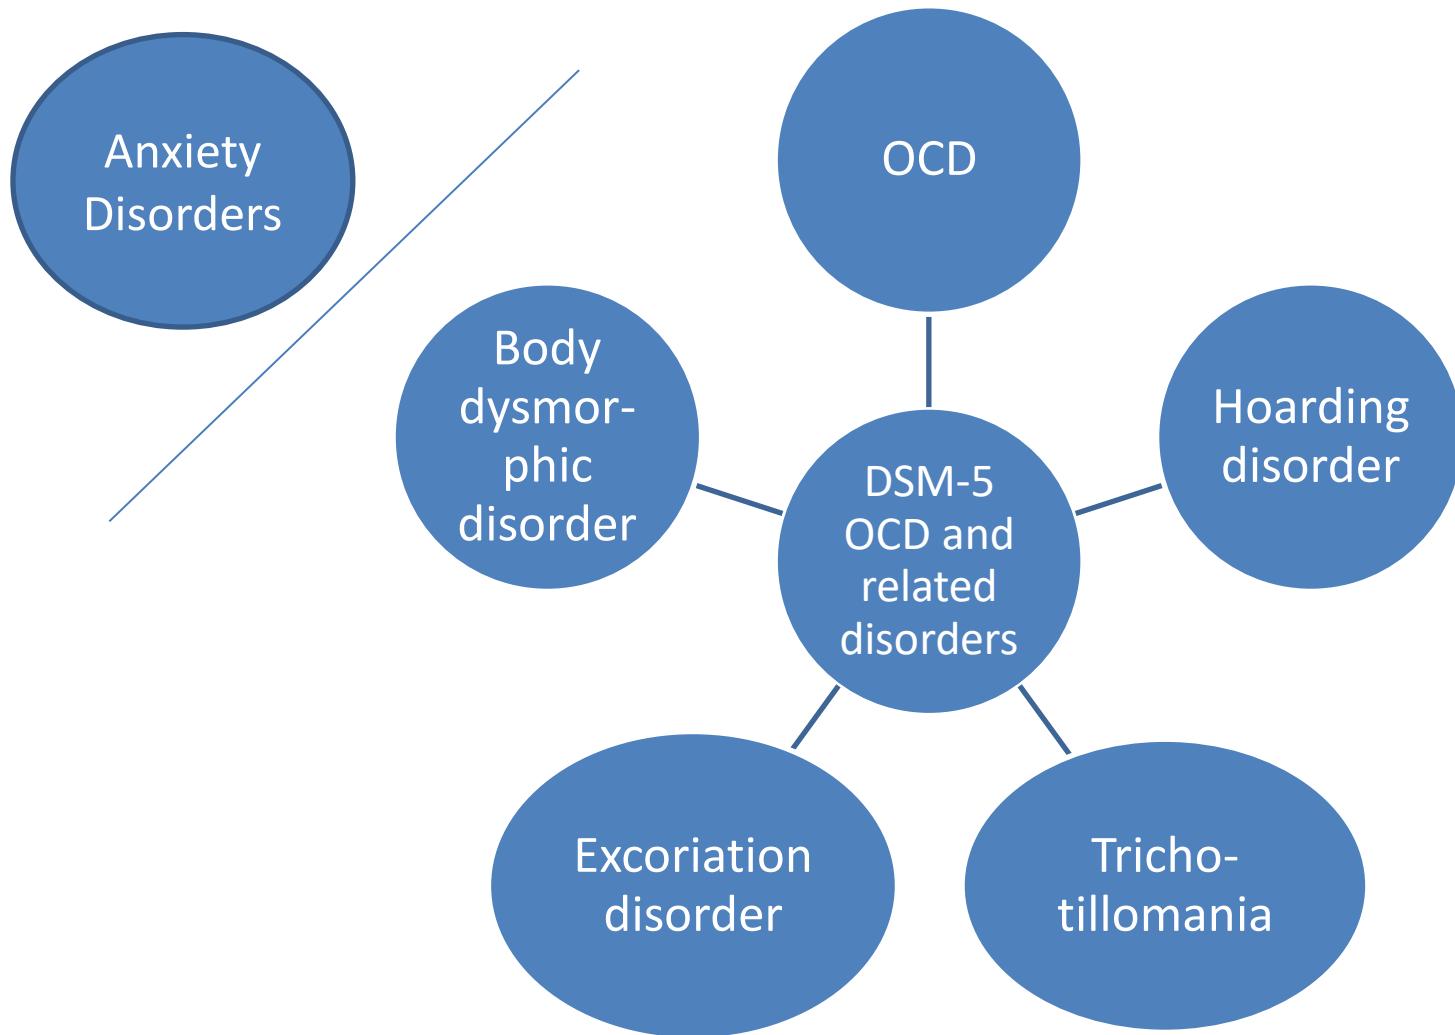 Anxiety
Disorders
OCD
Body
dysmor-
phic
disorder
Hoarding
disorder
DSM-5
OCD and
related
disorders
Excoriation
disorder
Tricho-
tillomania